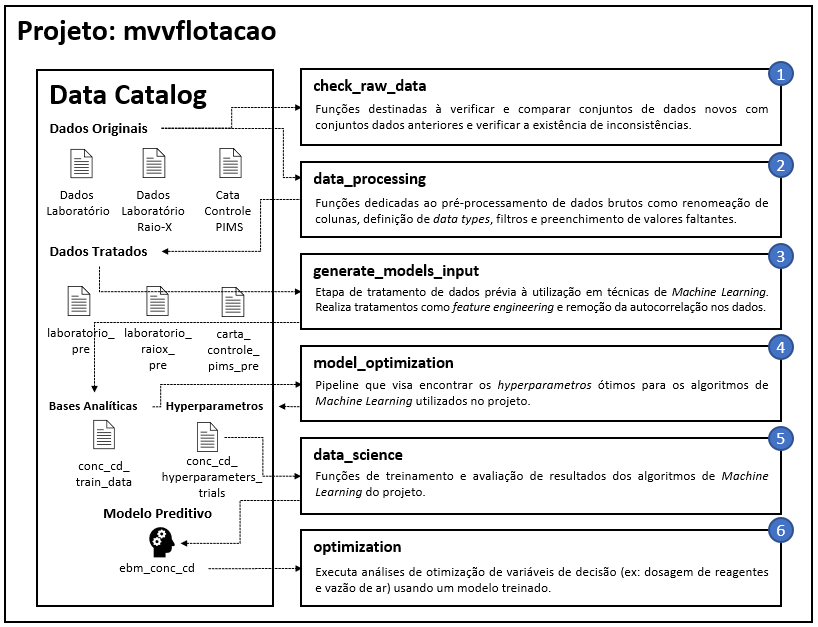 Projeto: mvvflotacao
Data Catalog
Dados Originais
Dados
Laboratório
Dados
Laboratório
Raio-X
Cata
Controle
PIMS
Dados Tratados
laboratorio_
pre
laboratorio_
raiox_
pre
carta_
controle_
pims_pre
Bases Analíticas
Hyperparametros
conc_cd_
train_data
conc_cd_
hyperparameters_
trials
Modelo Preditivo
ebm_conc_cd
1
check_raw_data
Funções destinadas à verificar e comparar conjuntos de dados novos com
conjuntos dados anteriores e verificar a existência de inconsistências.
2
data_processing
Funções dedicadas ao pré-processamento de dados brutos como renomeação de
colunas, definição de data types, filtros e preenchimento de valores faltantes.
3
generate_models_input
Etapa de tratamento de dados prévia à utilização em técnicas de Machine Learning.
Realiza tratamentos como feature engineering e remoção da autocorrelação nos dados.
4
model_optimization
Pipeline que visa encontrar os hyperparametros ótimos para os algoritmos de
Machine Learning utilizados no projeto.
5
data_science
Funções de treinamento e avaliação de resultados dos algoritmos de Machine
Learning do projeto.
6
optimization
Executa análises de otimização de variáveis de decisão (ex: dosagem de reagentes
e vazão de ar) usando um modelo treinado.